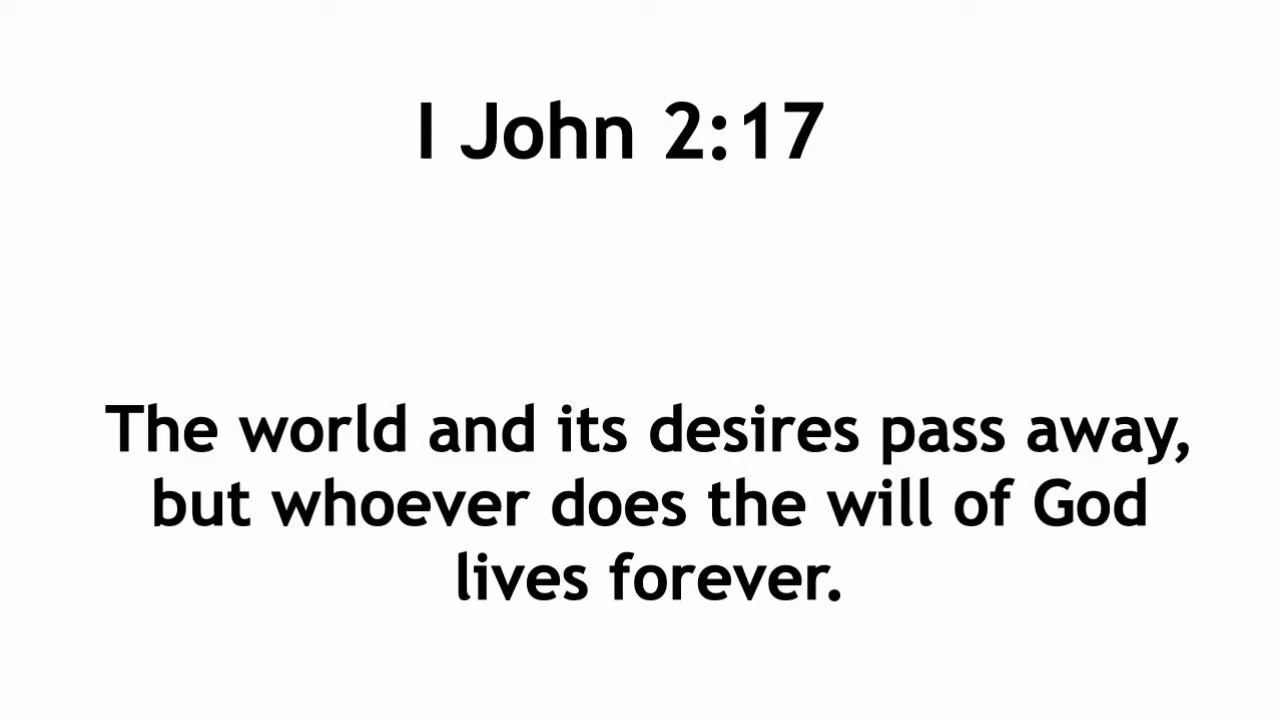 I John 2:17
The world and its desires pass away,
but whoever does the will of God
lives forever.